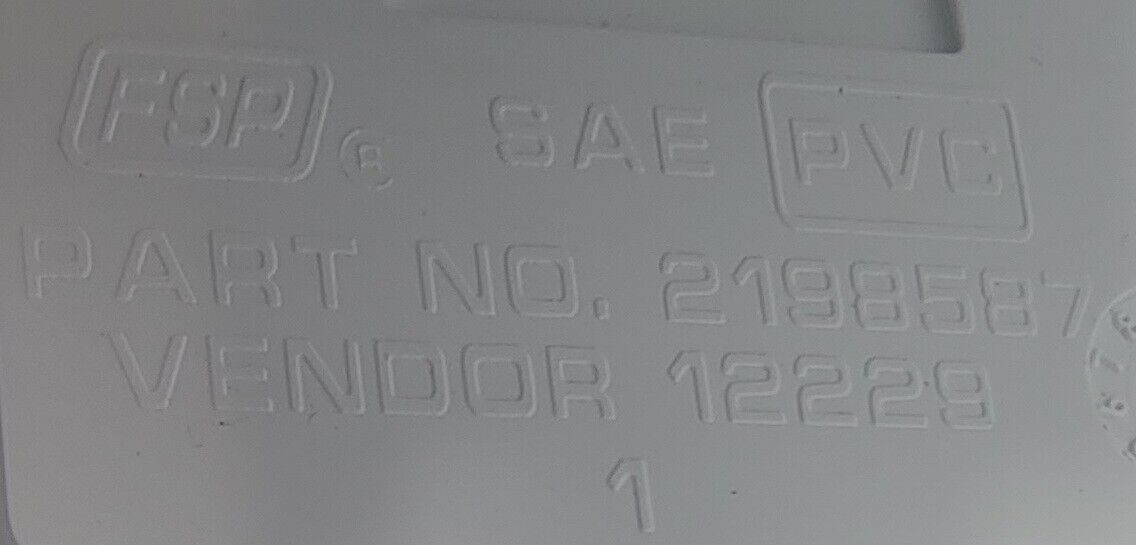 FSP ® SAE PVC
PART NO. 2198587
VENDOR 12229
1